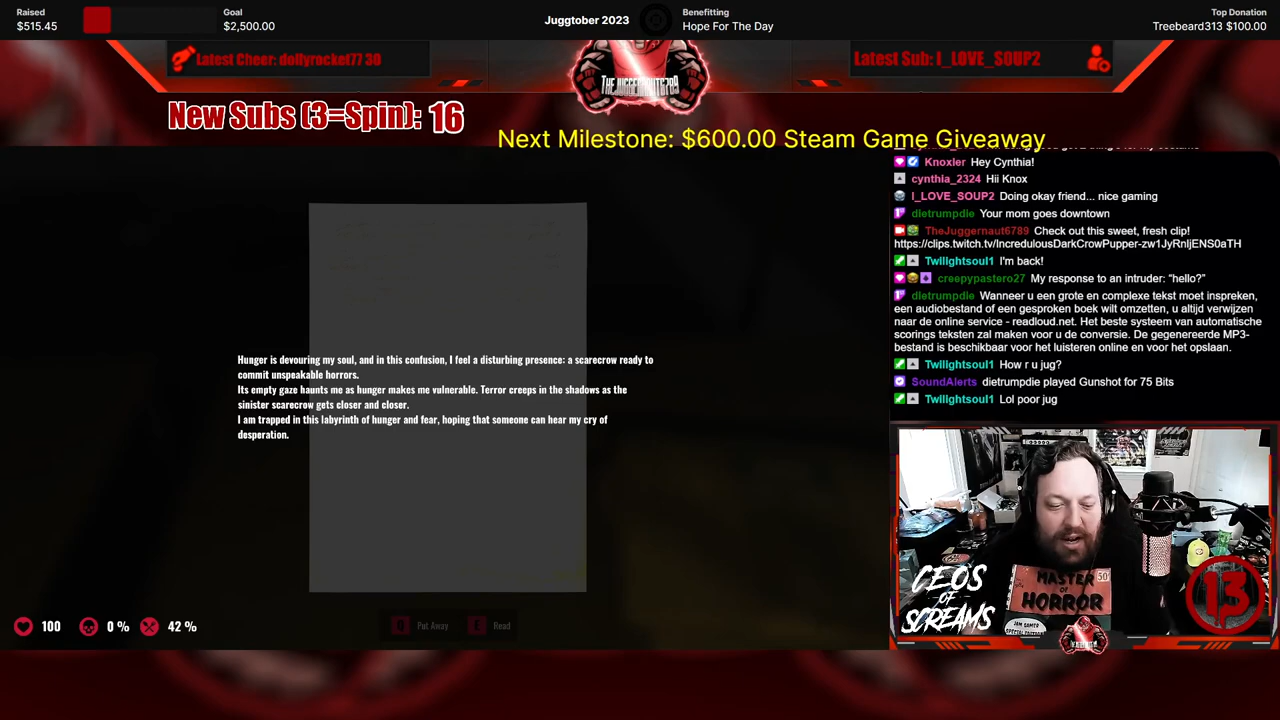 Raised
$515.45
Goal
$2,500.00
Juggtober 2023
Benefitting
Hope For The Day
Top Donation
Treebeard313 $100.00
Latest Cheer: dollyrocket77 30
THEJUGGERNAUT6789
Latest Sub: I_LOVE_SOUP2
New Subs (3=Spin): 16
Next Milestone: $600.00 Steam Game Giveaway
Knoxler Hey Cynthia!
cynthia_2324 Hii Knox
I_LOVE_SOUP2 Doing okay friend... nice gaming
dietrumpdie Your mom goes downtown
TheJuggernaut6789 Check out this sweet, fresh clip!
https://clips.twitch.tv/IncredulousDarkCrowPupper-zw1JyRnljENS0aTH
Twilightsoul1 I'm back!
creepypastero27 My response to an intruder: “hello?”
dietrumpdie Wanneer u een grote en complexe tekst moet inspreken,
een audiobestand of een gesproken boek wilt omzetten, u altijd verwijzen
naar de online service - readloud.net. Het beste systeem van automatische
scorings teksten zal maken voor u de conversie. De gegenereerde MP3-
bestand is beschikbaar voor het luisteren online en voor het opslaan.
Twilightsoul1 How r u jug?
SoundAlerts dietrumpdie played Gunshot for 75 Bits
Twilightsoul1 Lol poor jug
Hunger is devouring my soul, and in this confusion, I feel a disturbing presence: a scarecrow ready to
commit unspeakable horrors.
Its empty gaze haunts me as hunger makes me vulnerable. Terror creeps in the shadows as the
sinister scarecrow gets closer and closer.
I am trapped in this labyrinth of hunger and fear, hoping that someone can hear my cry of
desperation.
100
0 %
42 %
Put Away
E
Read
CEOS
OF
SCREAMS
MASTER
OF
HORROR
50¢
13